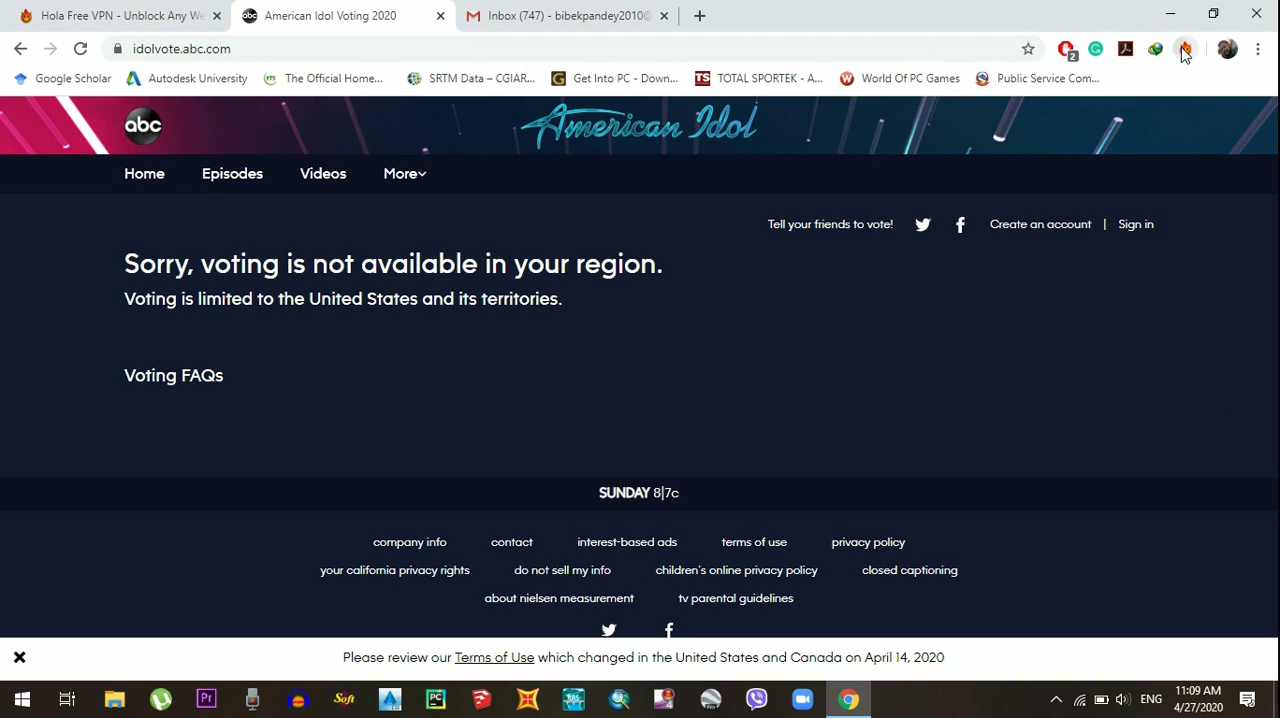 Hola Free VPN - Unblock Any We
American Idol Voting 2020
Inbox (747) - bibekpandey2010@
idolvote.abc.com
2
Google Scholar
Autodesk University
The Official Home...
SRTM Data – CGIAR...
Get Into PC - Down...
TOTAL SPORTEK - A...
World Of PC Games
Public Service Com...
abc
American Idol
Home
Episodes
Videos
More
Tell your friends to vote!
Create an account | Sign in
Sorry, voting is not available in your region.
Voting is limited to the United States and its territories.
Voting FAQs
SUNDAY 8|7c
company info
contact
interest-based ads
terms of use
privacy policy
your california privacy rights
do not sell my info
children's online privacy policy
closed captioning
about nielsen measurement
tv parental guidelines
Please review our Terms of Use which changed in the United States and Canada on April 14, 2020
Pr
Soft
PC
ENG
11:09 AM
4/27/2020